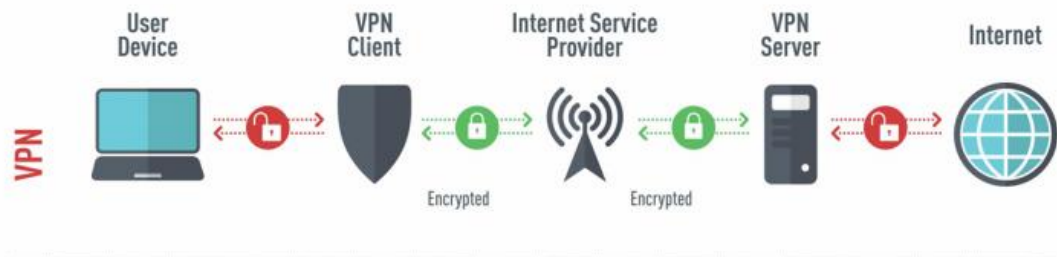 User
Device
VPN
Client
Internet Service
Provider
VPN
Server
Internet
VPN
Encrypted
Encrypted